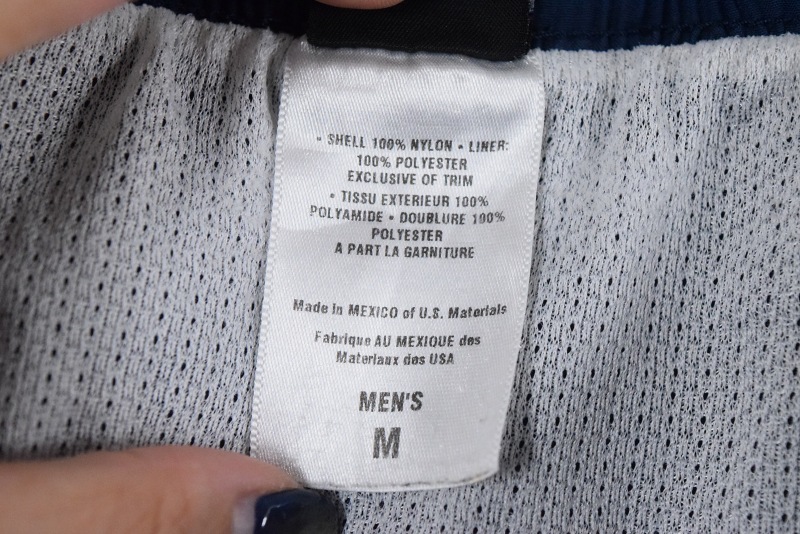 • SHELL 100% NYLON • LINER:
100% POLYESTER
EXCLUSIVE OF TRIM
• TISSU EXTERIEUR 100%
POLYAMIDE • DOUBLURE 100%
POLYESTER
A PART LA GARNITURE
Made in MEXICO of U.S. Materials
Fabrique AU MEXIQUE des
Materiaux des USA
MEN'S
M